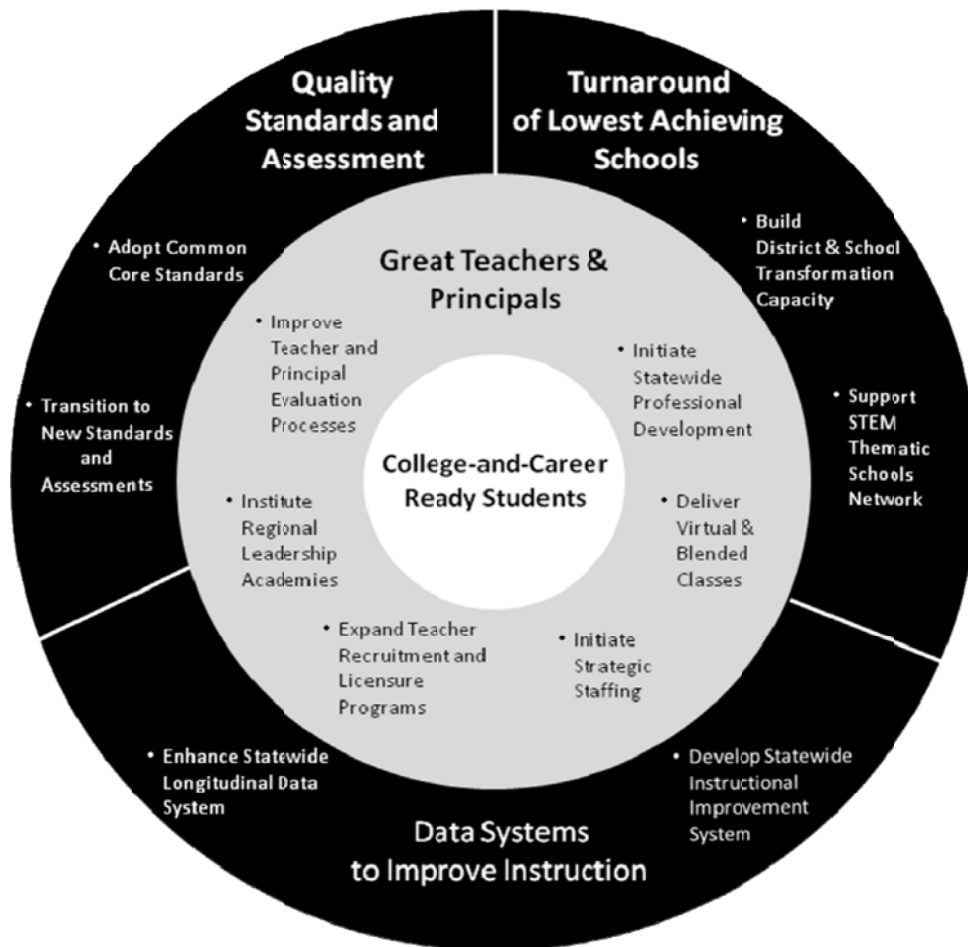 Quality
Standards and
Assessment
• Adopt Common
Core Standards
• Transition to
New Standards
and
Assessments
Turnaround
of Lowest Achieving
Schools
• Build
District & School
Transformation
Capacity
• Support
STEM
Thematic
Schools
Network
Great Teachers &
Principals
• Improve
Teacher and
Principal
Evaluation
Processes
• Institute
Regional
Leadership
Academies
• Expand Teacher
Recruitment and
Licensure
Programs
• Initiate
Statewide
Professional
Development
• Deliver
Virtual &
Blended
Classes
• Initiate
Strategic
Staffing
College-and-Career
Ready Students
• Enhance Statewide
Longitudinal Data
System
• Develop Statewide
Instructional
Improvement
System
Data Systems
to Improve Instruction